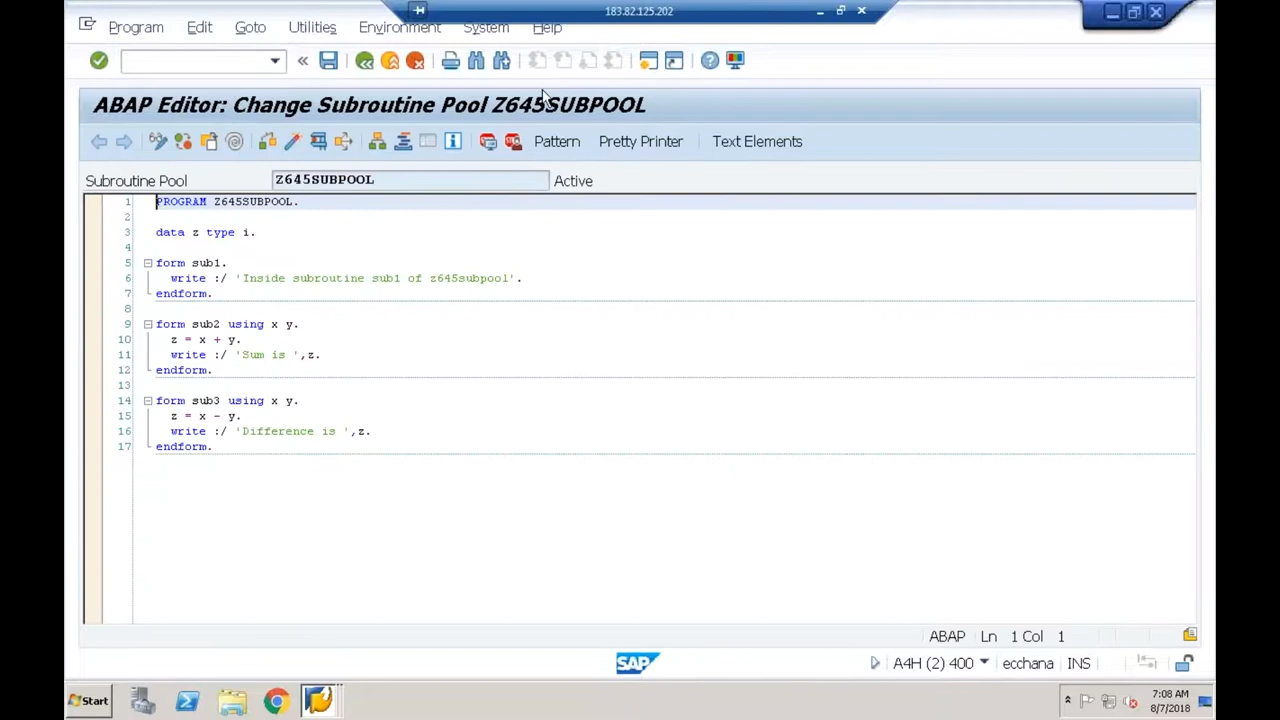 183.82.125.202
Program Edit Goto Utilities Environment System Help
ABAP Editor: Change Subroutine Pool Z645SUBPOOL
Pattern Pretty Printer Text Elements
Subroutine Pool Z645SUBPOOL Active
1 PROGRAM Z645SUBPOOL.
2
3 data z type i.
4
5 form sub1.
6 write :/ 'Inside subroutine sub1 of z645subpool'.
7 endform.
8
9 form sub2 using x y.
10 z = x + y.
11 write :/ 'Sum is ',z.
12 endform.
13
14 form sub3 using x y.
15 z = x - y.
16 write :/ 'Difference is ',z.
17 endform.
ABAP Ln 1 Col 1
SAP A4H (2) 400 ecchana INS
Start 7:08 AM
8/7/2018